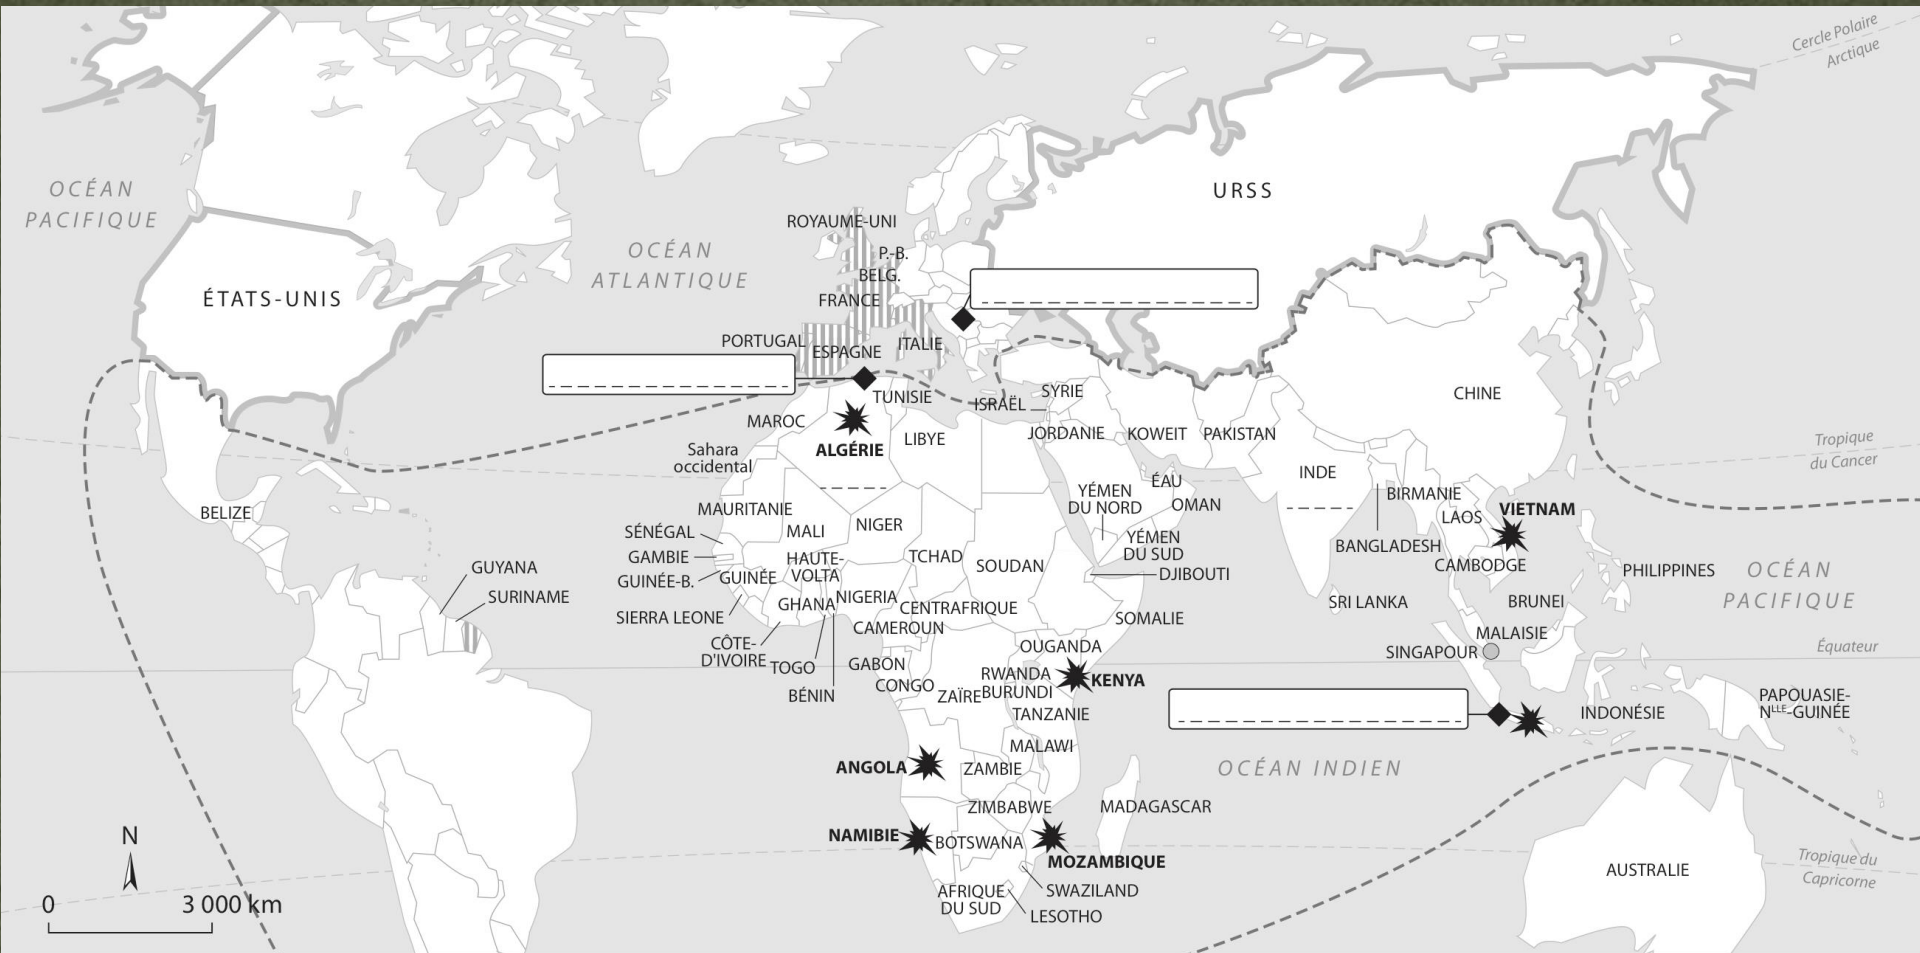 Cercle Polaire
Arctique
OCÉAN
PACIFIQUE
URSS
ROYAUME-UNI
OCÉAN
ATLANTIQUE
P.-B.
BELG.
ÉTATS-UNIS
FRANCE
PORTUGAL
ESPAGNE
ITALIE
TUNISIE
SYRIE
ISRAËL
CHINE
MAROC
ALGÉRIE
LIBYE
JORDANIE
KOWEIT
PAKISTAN
Tropique
du Cancer
Sahara
occidental
INDE
ÉAU
OMAN
YÉMEN
DU NORD
BIRMANIE
BELIZE
MAURITANIE
LAOS
VIETNAM
SÉNÉGAL
MALI
NIGER
YÉMEN
DU SUD
BANGLADESH
GAMBIE
HAUTE-
VOLTA
TCHAD
SOUDAN
DJIBOUTI
CAMBODGE
PHILIPPINES
OCÉAN
PACIFIQUE
GUYANA
SURINAME
GUINÉE-B.
GUINÉE
GHANA
NIGERIA
CENTRAFRIQUE
SRI LANKA
BRUNEI
SIERRA LEONE
CAMEROUN
SOMALIE
MALAISIE
CÔTE-
D'IVOIRE
TOGO
BÉNIN
GABON
CONGO
ZAÏRE
OUGANDA
RWANDA
BURUNDI
KENYA
SINGAPOUR
Équateur
TANZANIE
INDONÉSIE
PAPOUASIE-
NLLE-GUINÉE
MALAWI
ANGOLA
ZAMBIE
OCÉAN INDIEN
ZIMBABWE
MADAGASCAR
NAMIBIE
BOTSWANA
MOZAMBIQUE
AUSTRALIE
Tropique du
Capricorne
AFRIQUE
DU SUD
SWAZILAND
LESOTHO
N
0 3 000 km